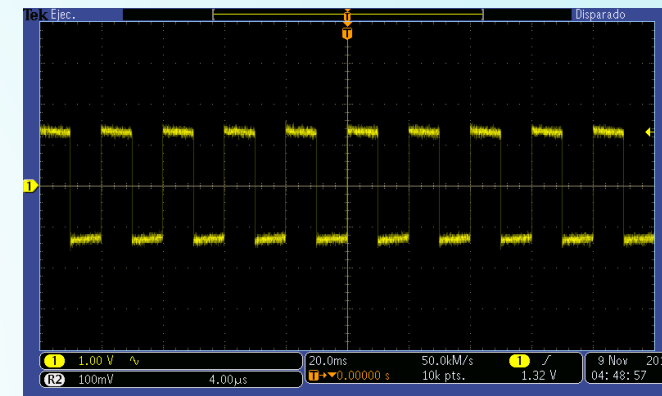 Tek Ejec.
Disparado
T
T
1
1 1.00 V
20.0ms 50.0kM/s 1
9 Nov 201
R2 100mV 4.00µs
T→▼0.00000 s 10k pts. 1.32 V
04:48:57